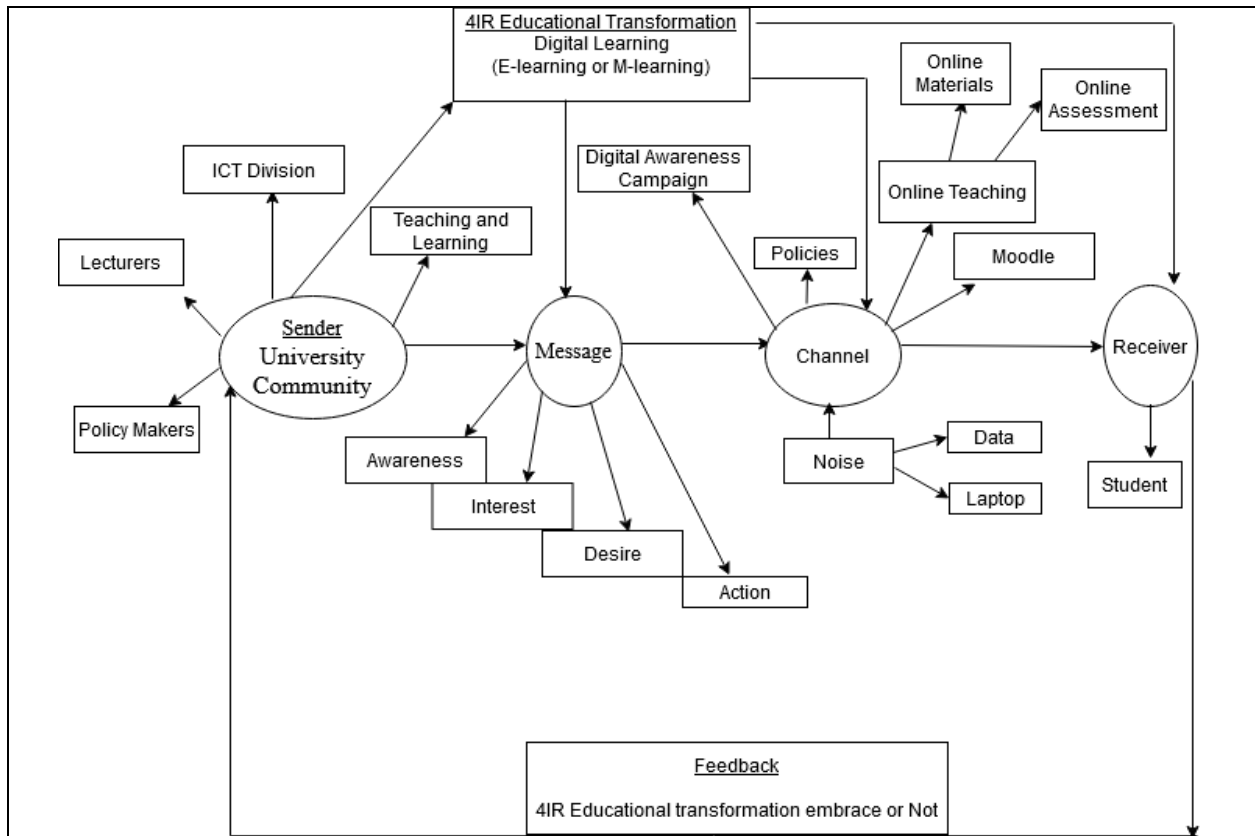 4IR Educational Transformation
Digital Learning
(E-learning or M-learning)
Online
Materials
Online
Assessment
ICT Division
Digital Awareness
Campaign
Online Teaching
Teaching and
Learning
Lecturers
Policies
Moodle
Sender
University
Community
Message
Channel
Receiver
Policy Makers
Awareness
Noise
Data
Laptop
Student
Interest
Desire
Action
Feedback
4IR Educational transformation embrace or Not